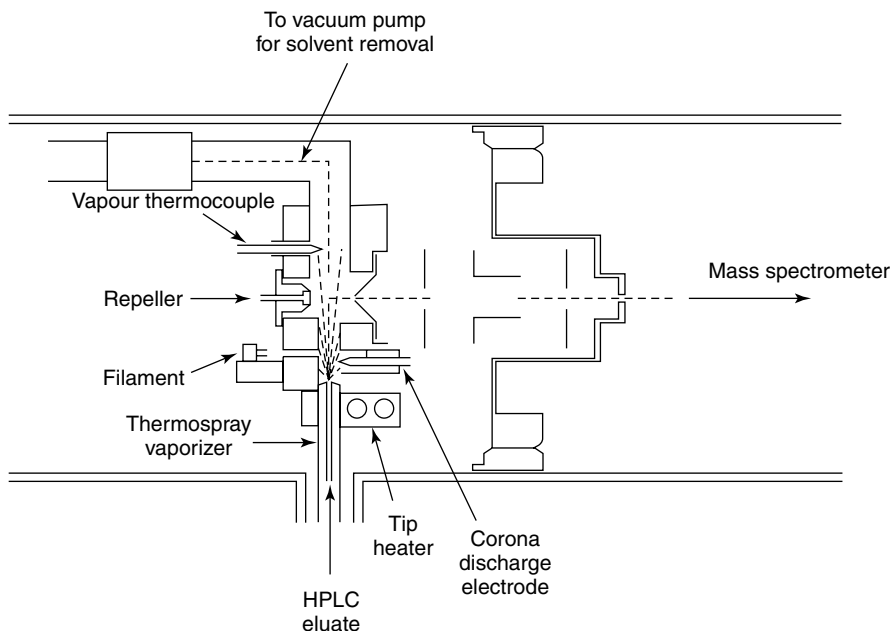 To vacuum pump
for solvent removal
Vapour thermocouple
Mass spectrometer
Repeller
Filament
Thermospray
vaporizer
Tip
heater
Corona
discharge
electrode
HPLC
eluate